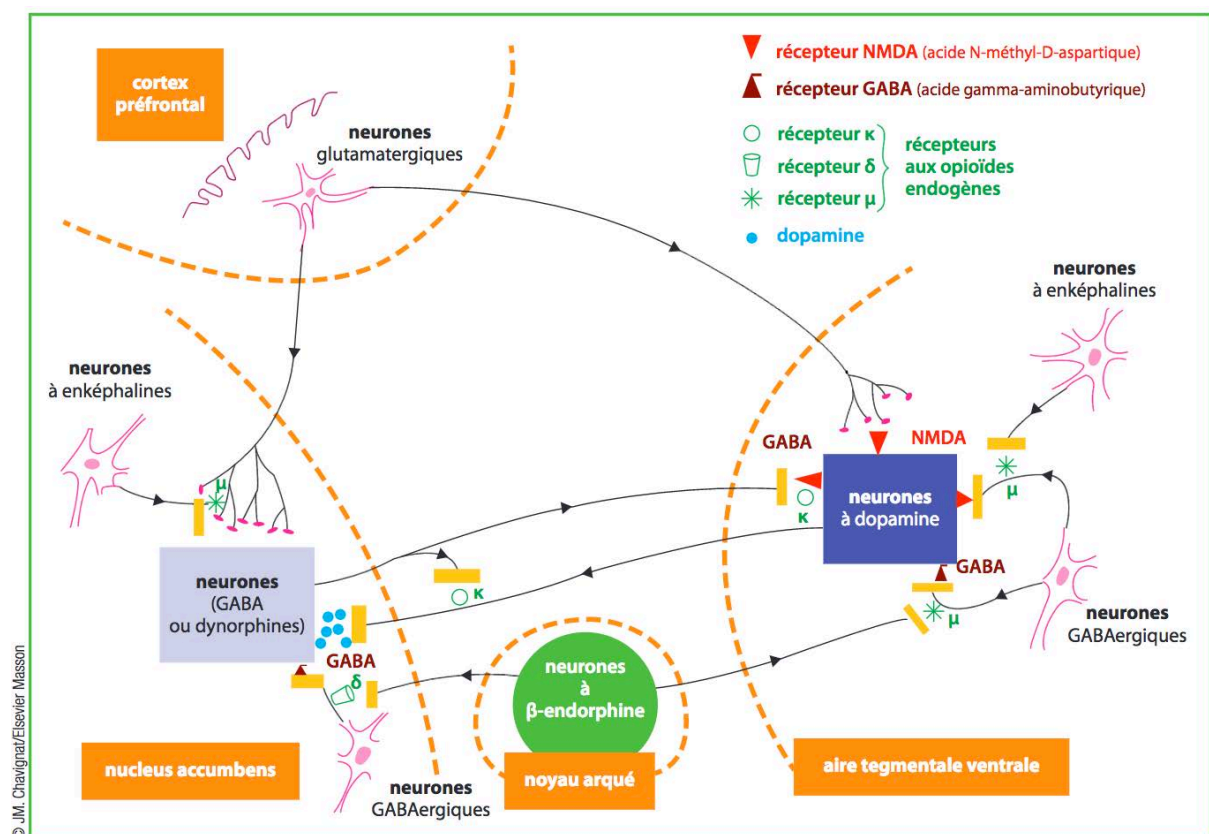 cortex
préfrontal
neurones
glutamatergiques
récepteur NMDA (acide N-méthyl-D-aspartique)
récepteur GABA (acide gamma-aminobutyrique)
récepteur κ
récepteur δ
récepteur μ
récepteurs
aux opioïdes
endogènes
dopamine
neurones
à enképhalines
neurones
à enképhalines
μ
GABA
NMDA
κ
neurones
à dopamine
μ
neurones
(GABA
ou dynorphines)
κ
GABA
δ
GABA
μ
neurones
GABAergiques
neurones
à
β-endorphine
nucleus accumbens
neurones
GABAergiques
noyau arqué
aire tegmentale ventrale
© JM. Chavignat/Elsevier Masson